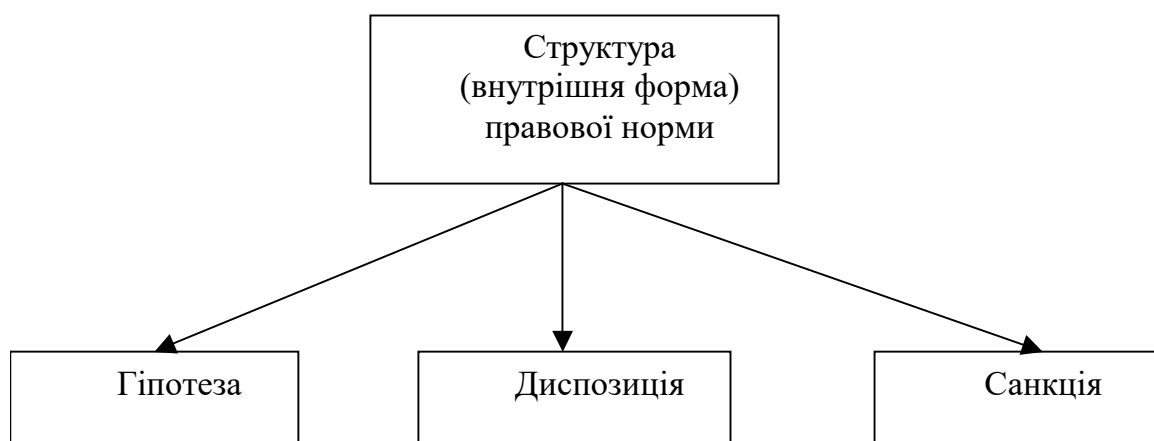 Структура
(внутрішня форма)
правової норми
Гіпотеза
Диспозиція
Санкція